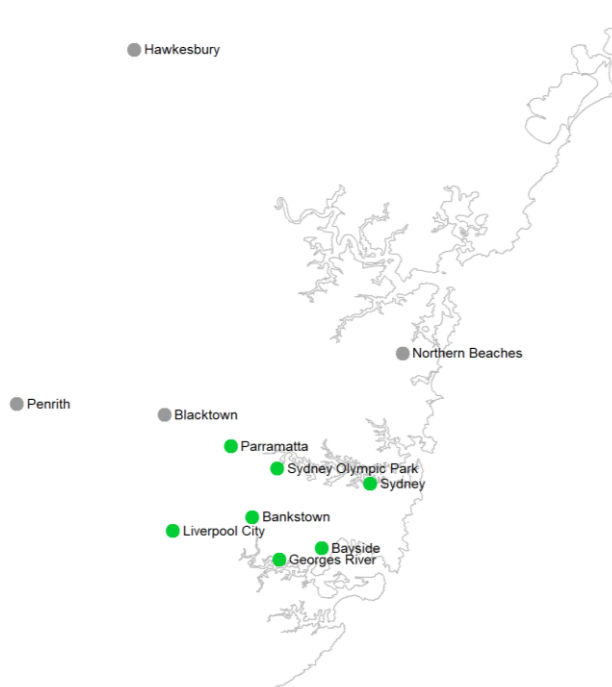 Hawkesbury
Northern Beaches
Penrith
Blacktown
Parramatta
Sydney Olympic Park
Sydney
Bankstown
Liverpool City
Bayside
Georges River